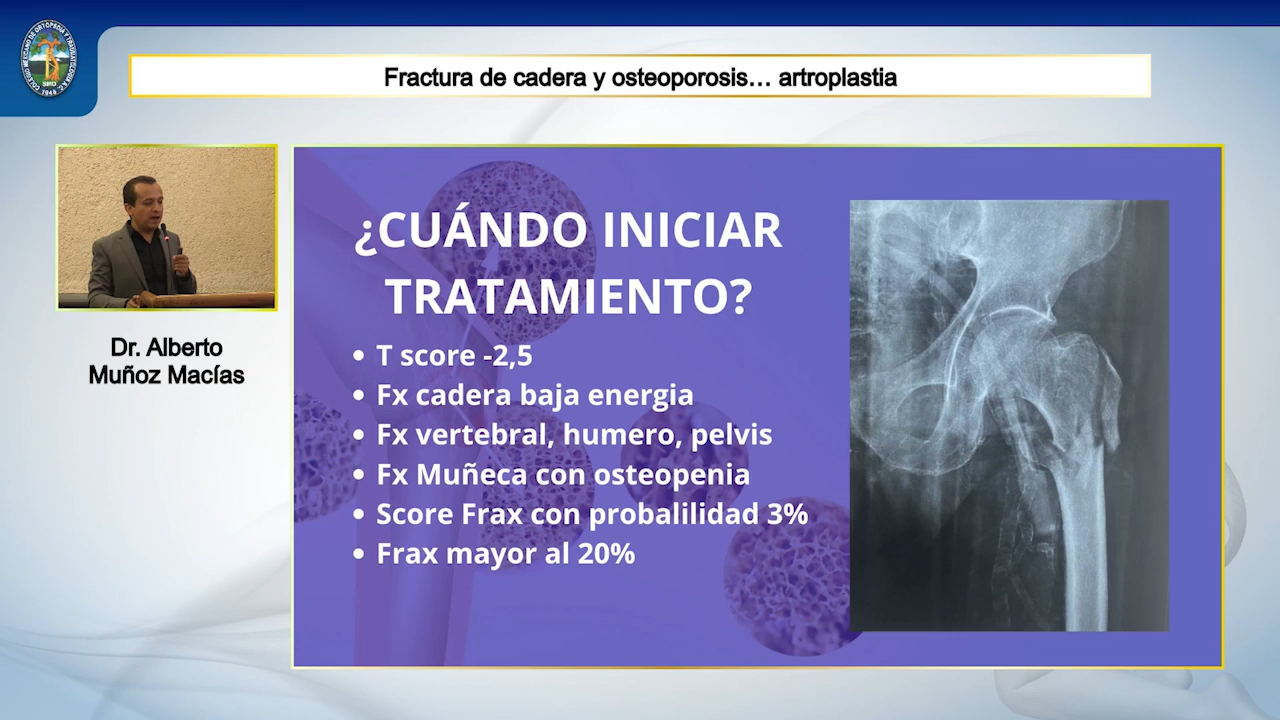 Fractura de cadera y osteoporosis... artroplastia
Dr. Alberto
Muñoz Macías
¿CUÁNDO INICIAR
TRATAMIENTO?
• T score -2,5
• Fx cadera baja energia
• Fx vertebral, humero, pelvis
• Fx Muñeca con osteopenia
• Score Frax con probalilidad 3%
• Frax mayor al 20%